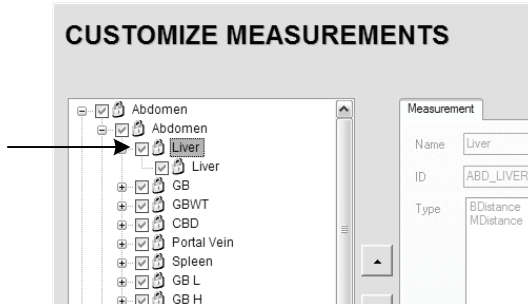 CUSTOMIZE MEASUREMENTS
Abdomen
Abdomen
Liver
Liver
GB
GBWT
CBD
Portal Vein
Spleen
GB L
GB H
Measurement
Name Liver
ID ABD_LIVER
Type BDistance
MDistance